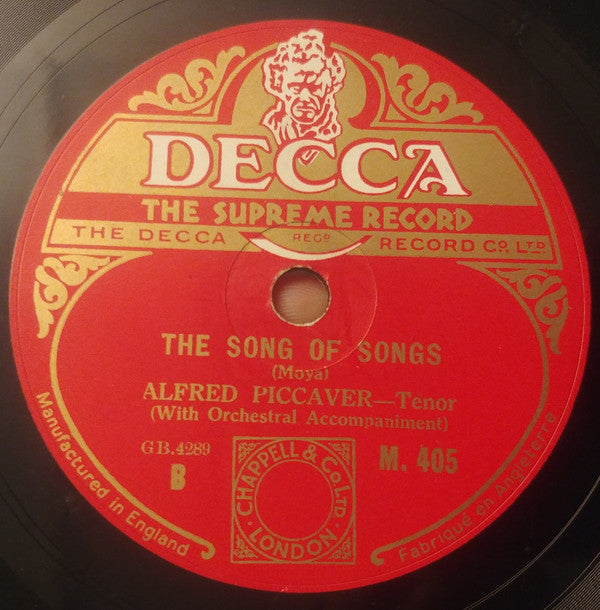 DECCA
THE SUPREME RECORD
THE DECCA REGD RECORD Co. LTD
THE SONG OF SONGS
(Moya)
ALFRED PICCAVER—Tenor
(With Orchestral Accompaniment)
GB.4289
B
M. 405
CHAPPELL & Co LTD
LONDON
Manufactured in England
Fabriqué en Angleterre